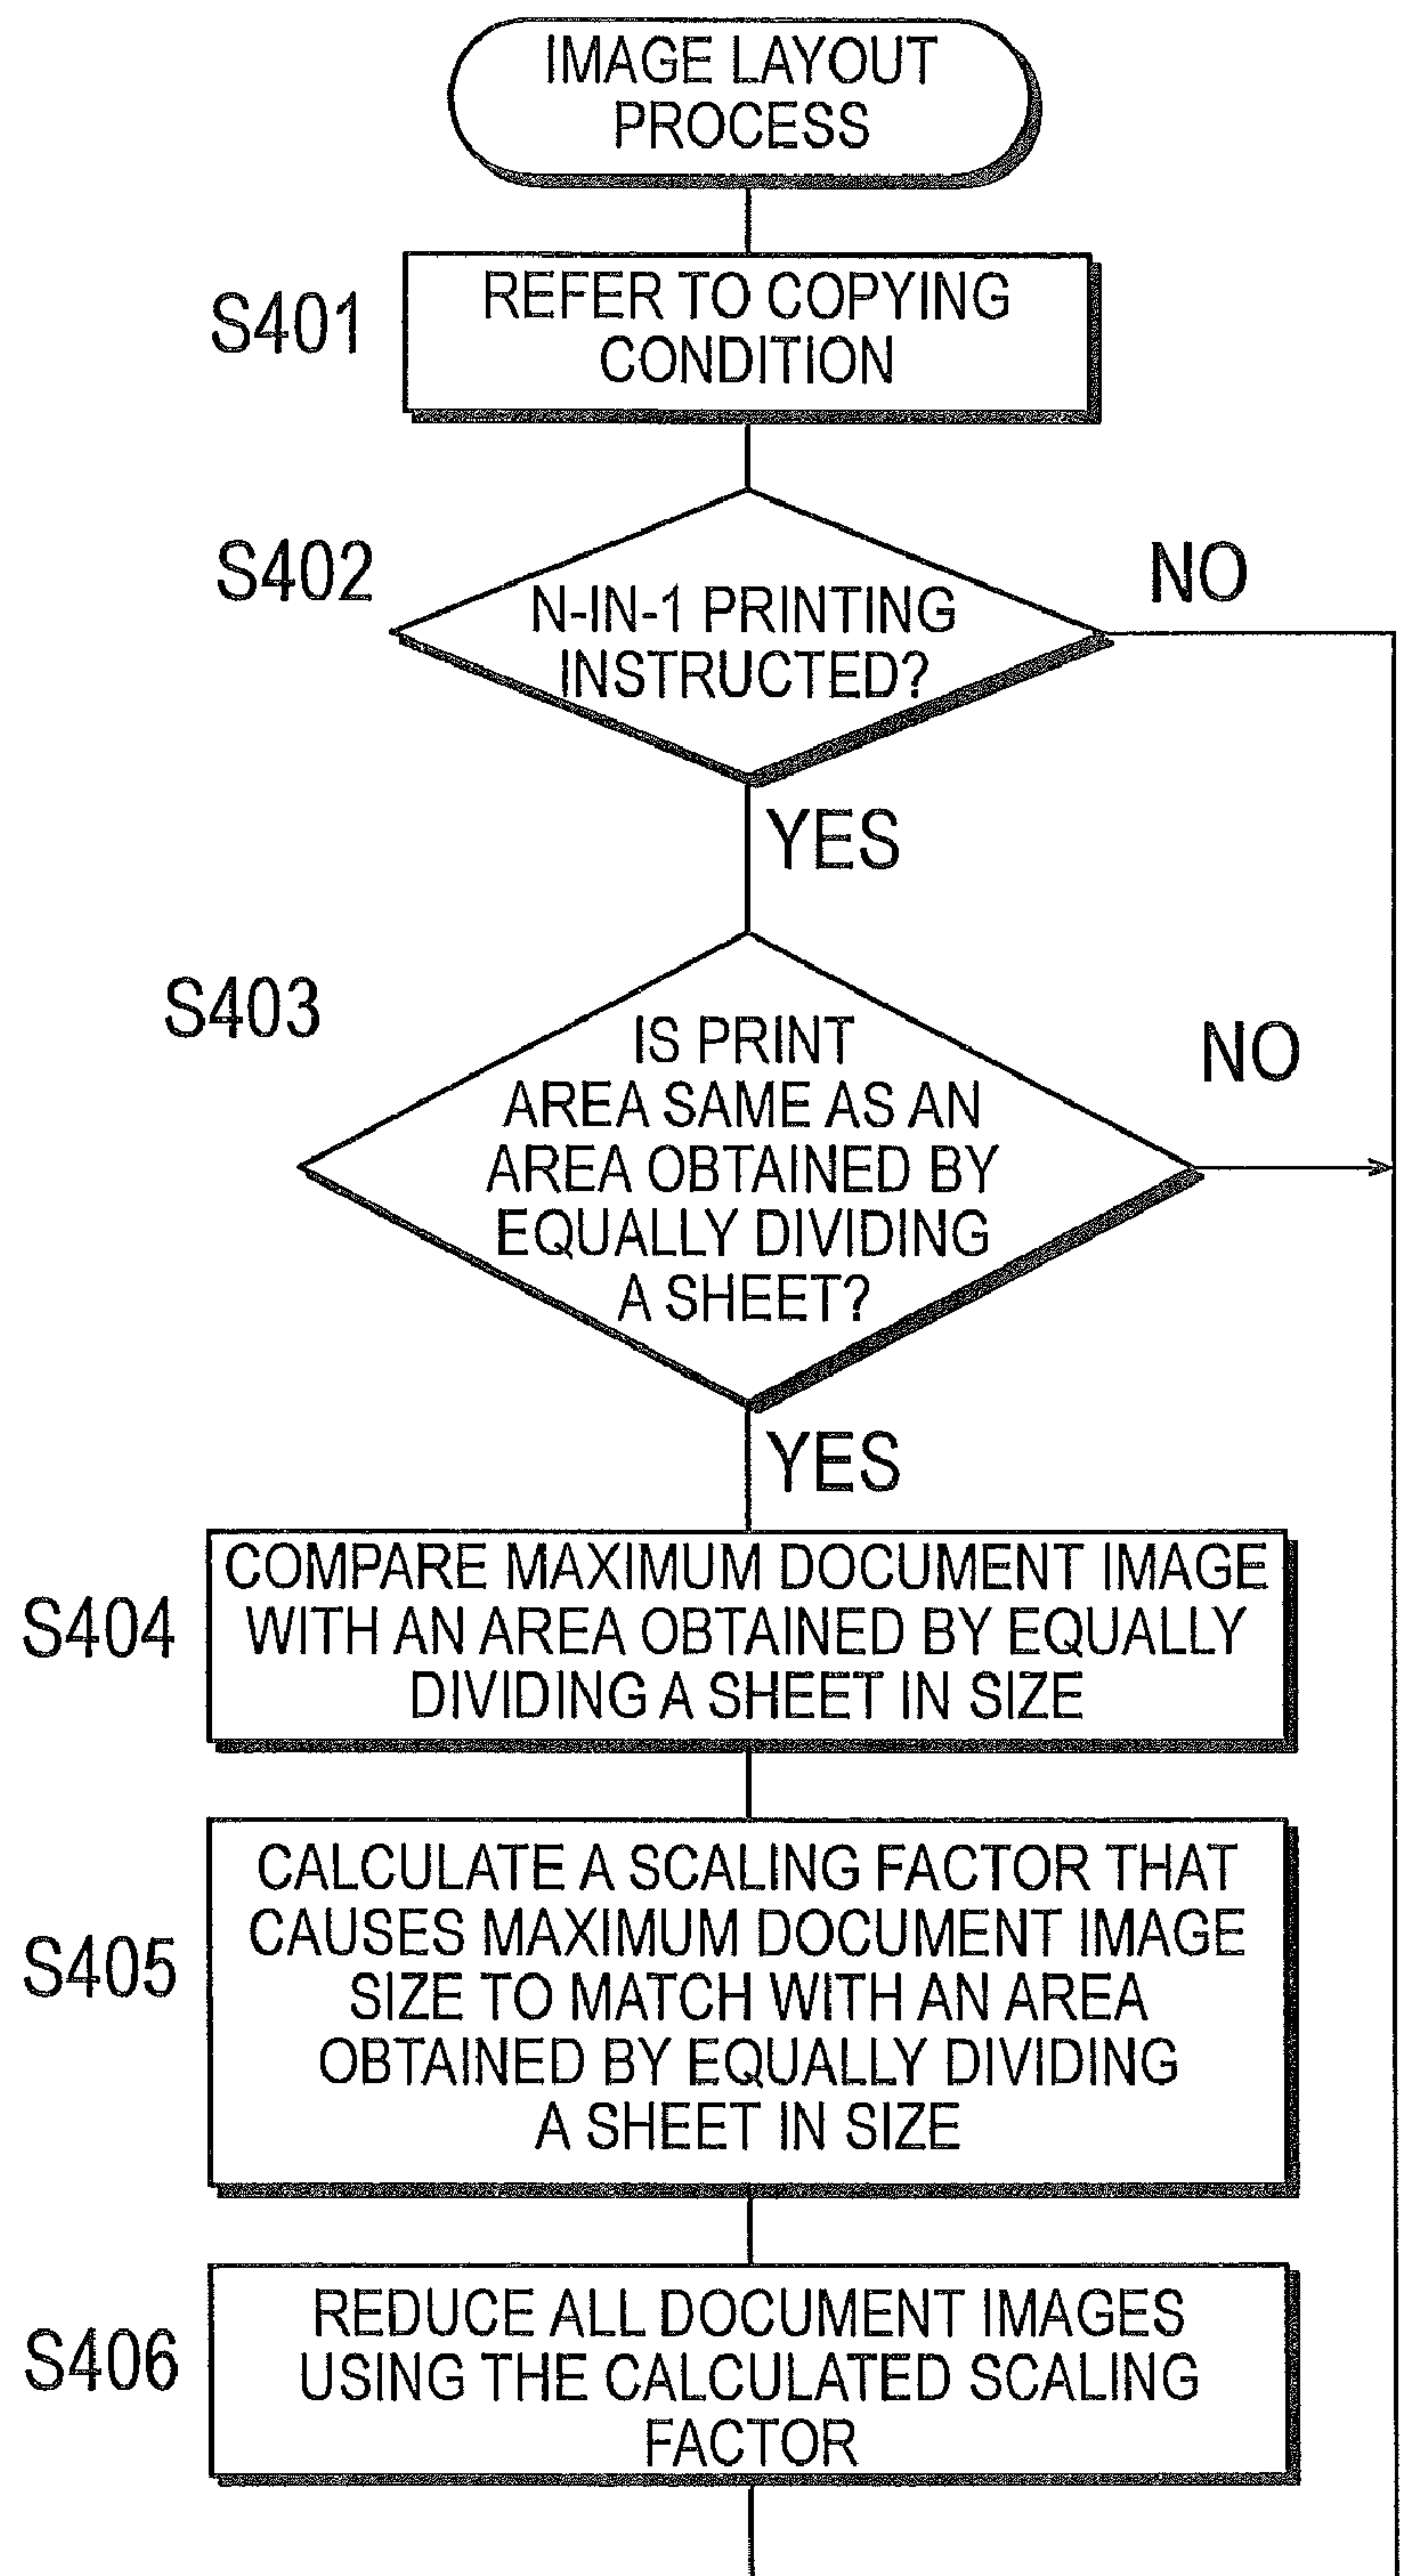 IMAGE LAYOUT
PROCESS
S401
REFER TO COPYING
CONDITION
S402
N-IN-1 PRINTING
INSTRUCTED?
NO
YES
S403
IS PRINT
AREA SAME AS AN
AREA OBTAINED BY
EQUALLY DIVIDING
A SHEET?
NO
YES
S404
COMPARE MAXIMUM DOCUMENT IMAGE
WITH AN AREA OBTAINED BY EQUALLY
DIVIDING A SHEET IN SIZE
S405
CALCULATE A SCALING FACTOR THAT
CAUSES MAXIMUM DOCUMENT IMAGE
SIZE TO MATCH WITH AN AREA
OBTAINED BY EQUALLY DIVIDING
A SHEET IN SIZE
S406
REDUCE ALL DOCUMENT IMAGES
USING THE CALCULATED SCALING
FACTOR